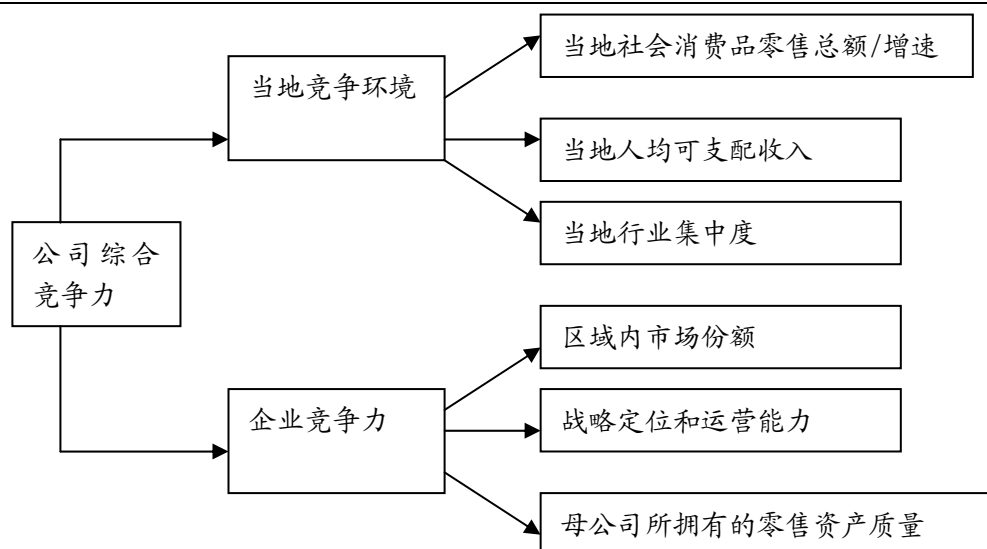 当地社会消费品零售总额/增速
当地竞争环境
当地人均可支配收入
当地行业集中度
公司综合
竞争力
区域内市场份额
企业竞争力
战略定位和运营能力
母公司所拥有的零售资产质量